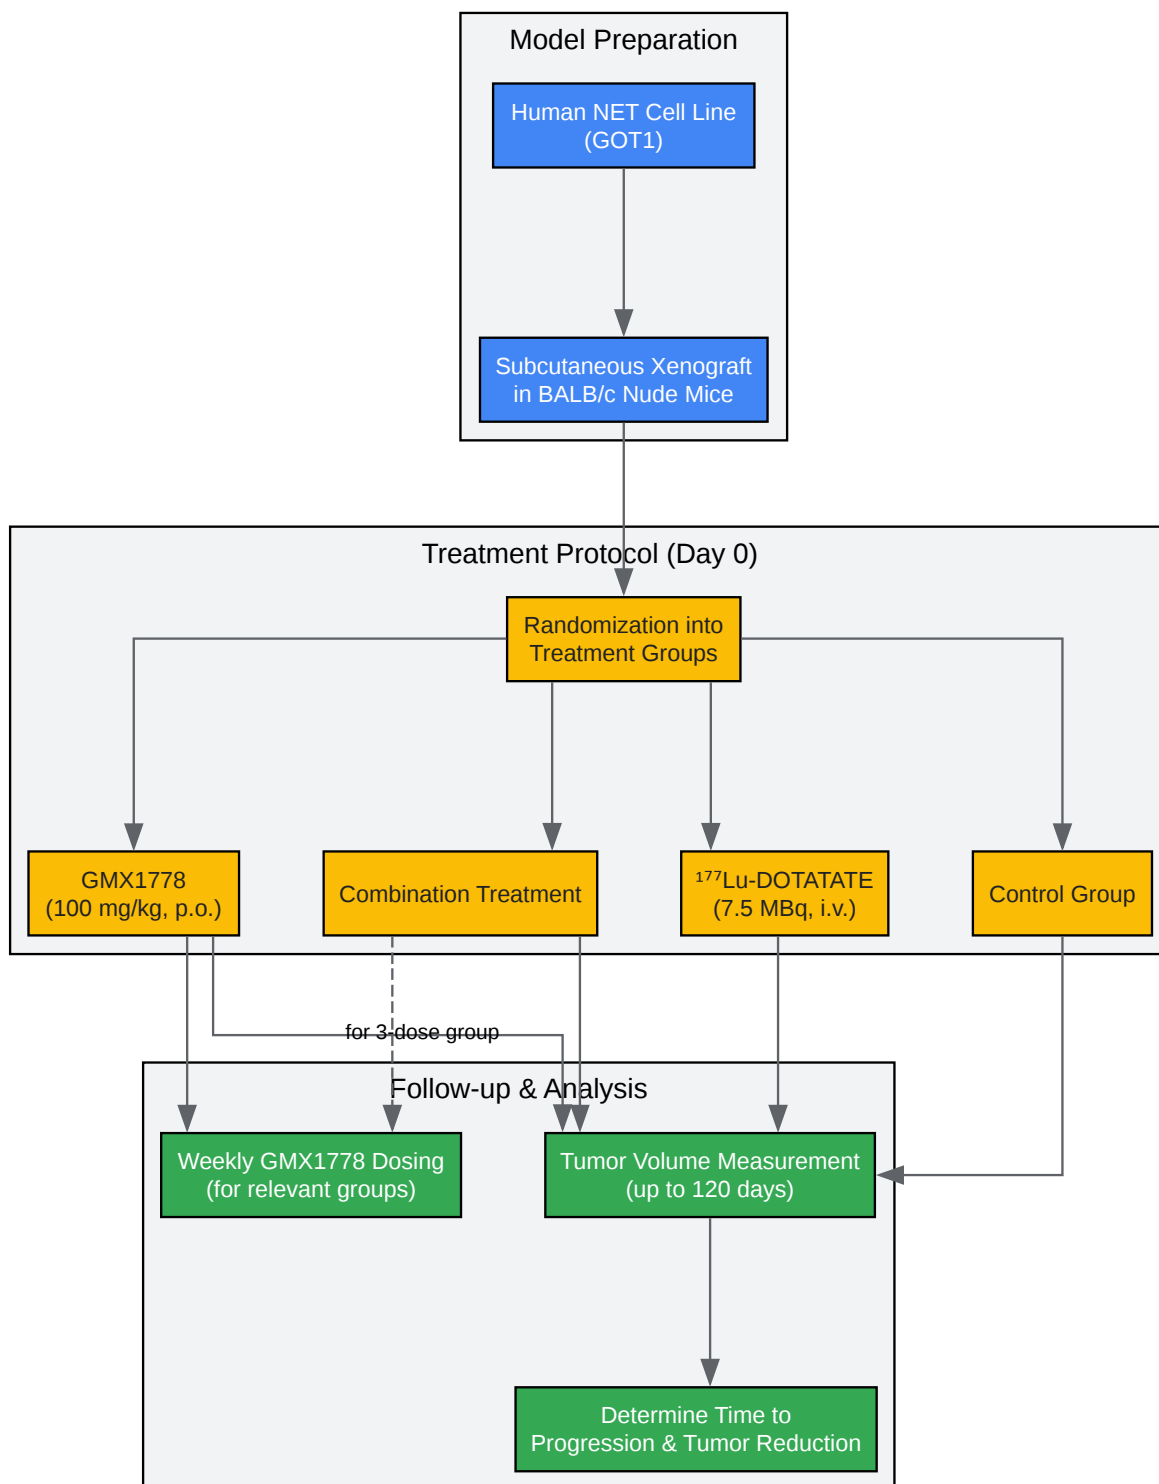 Model Preparation
Human NET Cell Line
(GOT1)
Subcutaneous Xenograft
in BALB/c Nude Mice
Treatment Protocol (Day 0)
Randomization into
Treatment Groups
GMX1778
(100 mg/kg, p.o.)
Combination Treatment
¹⁷⁷Lu-DOTATATE
(7.5 MBq, i.v.)
Control Group
for 3-dose group
Follow-up & Analysis
Weekly GMX1778 Dosing
(for relevant groups)
Tumor Volume Measurement
(up to 120 days)
Determine Time to
Progression & Tumor Reduction